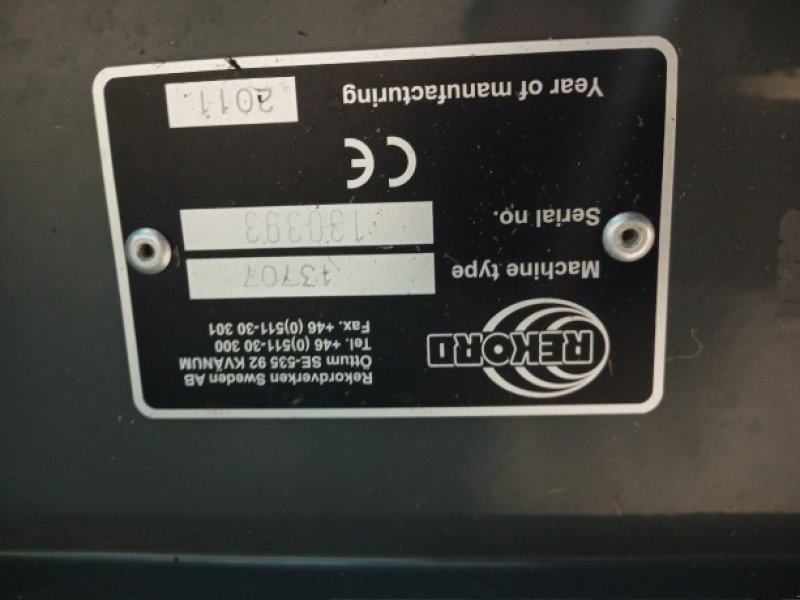 REKORD
Rekordverken Sweden AB
Öttum SE-535 92 KVÄNUM
Tel. +46 (0)511-30 300
Fax. +46 (0)511-30 301
Machine type 13707
Serial no. 130393
CE
Year of manufacturing 2011